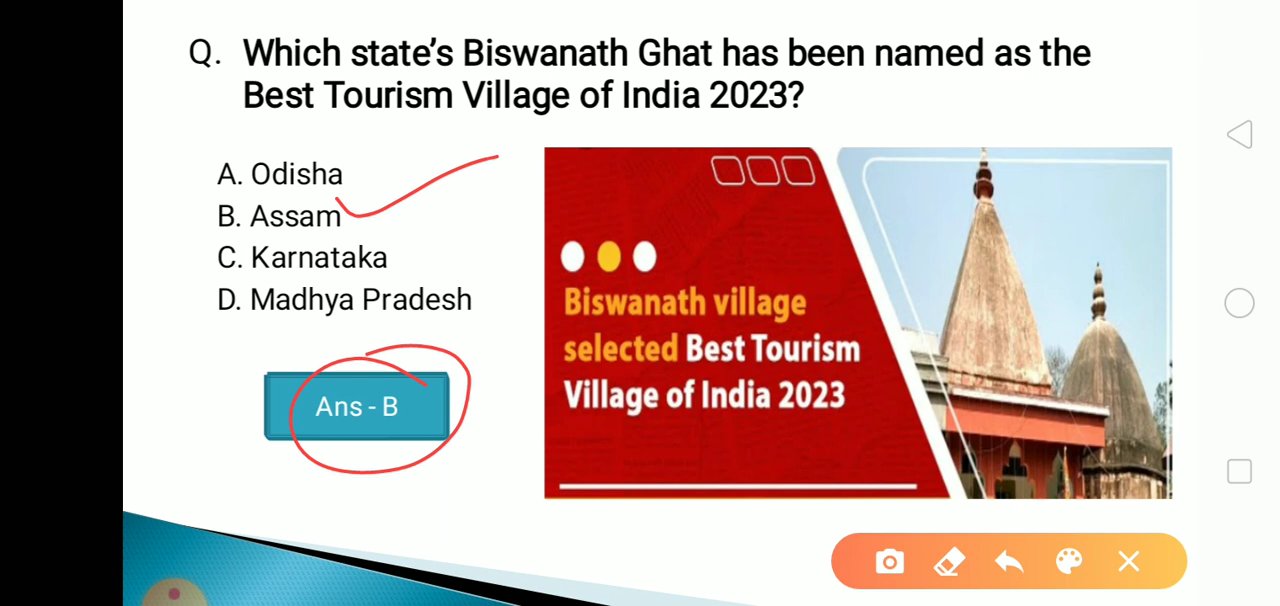 Q. Which state’s Biswanath Ghat has been named as the
Best Tourism Village of India 2023?
A. Odisha
B. Assam
C. Karnataka
D. Madhya Pradesh
Ans - B
Biswanath village
selected Best Tourism
Village of India 2023